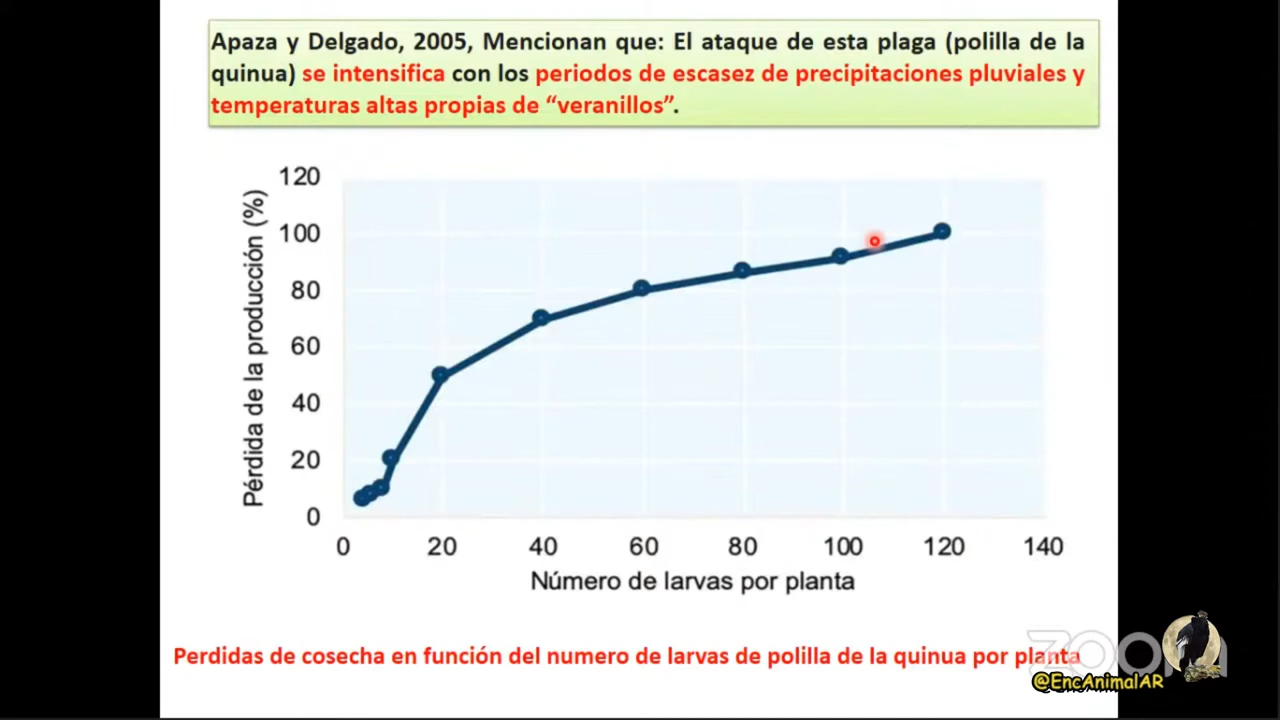 Apaza y Delgado, 2005, Mencionan que: El ataque de esta plaga (polilla de la
quinua) se intensifica con los periodos de escasez de precipitaciones pluviales y
temperaturas altas propias de “veranillos”.
120
100
80
60
40
20
0
Pérdida de la producción (%)
0 20 40 60 80 100 120 140
Número de larvas por planta
Perdidas de cosecha en función del numero de larvas de polilla de la quinua por planta
zoom
@EncAnimalAR